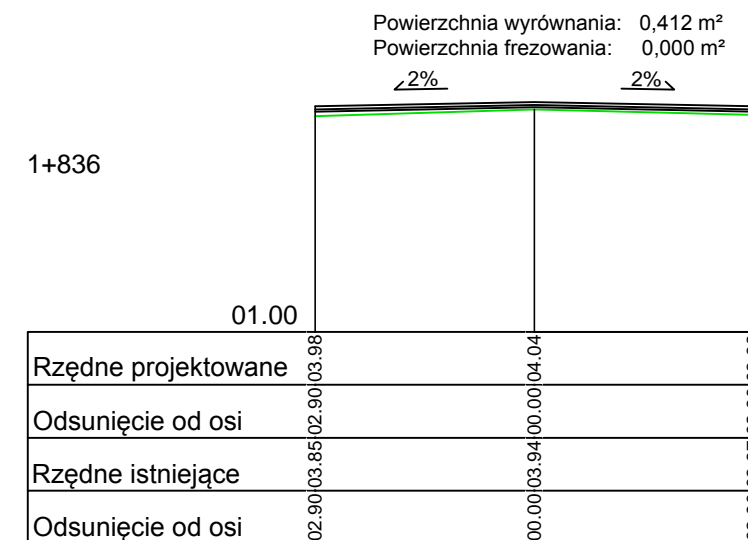 Powierzchnia wyrównania: 0,412 m²
Powierzchnia frezowania: 0,000 m²
2% 2%
1+836
01.00
Rzędne projektowane 03.98 04.04
Odsunięcie od osi 02.90 00.00
Rzędne istniejące 03.85 03.94
Odsunięcie od osi 02.90 00.00